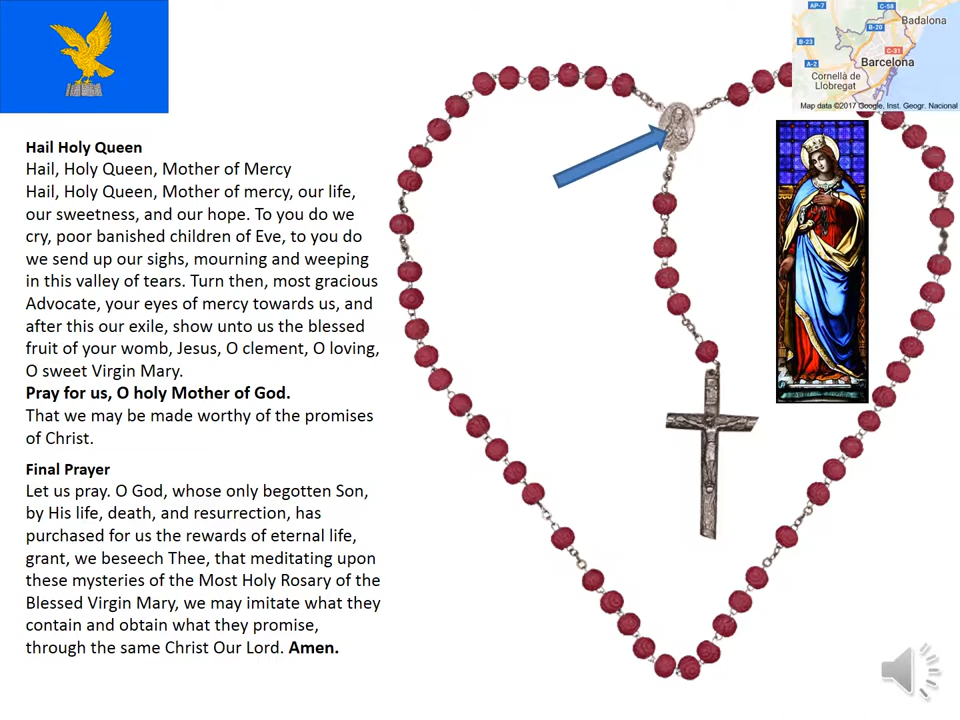 Hail Holy Queen
Hail, Holy Queen, Mother of Mercy
Hail, Holy Queen, Mother of mercy, our life,
our sweetness, and our hope. To you do we
cry, poor banished children of Eve, to you do
we send up our sighs, mourning and weeping
in this valley of tears. Turn then, most gracious
Advocate, your eyes of mercy towards us, and
after this our exile, show unto us the blessed
fruit of your womb, Jesus, O clement, O loving,
O sweet Virgin Mary.
Pray for us, O holy Mother of God.
That we may be made worthy of the promises
of Christ.
Final Prayer
Let us pray. O God, whose only begotten Son,
by His life, death, and resurrection, has
purchased for us the rewards of eternal life,
grant, we beseech Thee, that meditating upon
these mysteries of the Most Holy Rosary of the
Blessed Virgin Mary, we may imitate what they
contain and obtain what they promise,
through the same Christ Our Lord. Amen.
AP-7
C-58
Badalona
B-20
B-23
C-31
A-2
Barcelona
Cornellà de
Llobregat
Map data ©2017 Google, Inst. Geogr. Nacional